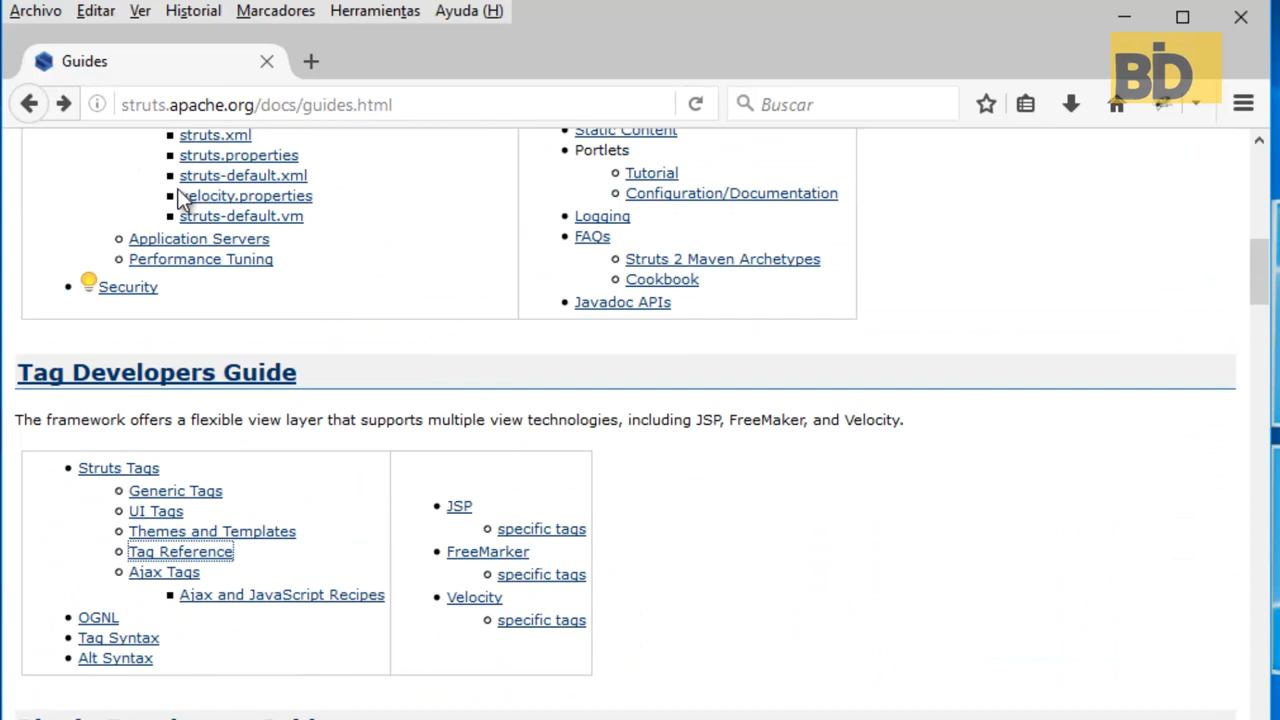 Archivo Editar Ver Historial Marcadores Herramientas Ayuda (H)
Guides
BID
struts.apache.org/docs/guides.html
Buscar
struts.xml
struts.properties
struts-default.xml
velocity.properties
struts-default.vm
Application Servers
Performance Tuning
Security
Static Content
Portlets
Tutorial
Configuration/Documentation
Logging
FAQs
Struts 2 Maven Archetypes
Cookbook
Javadoc APIs
Tag Developers Guide
The framework offers a flexible view layer that supports multiple view technologies, including JSP, FreeMaker, and Velocity.
Struts Tags
Generic Tags
UI Tags
Themes and Templates
Tag Reference
Ajax Tags
Ajax and JavaScript Recipes
OGNL
Tag Syntax
Alt Syntax
JSP
specific tags
FreeMarker
specific tags
Velocity
specific tags